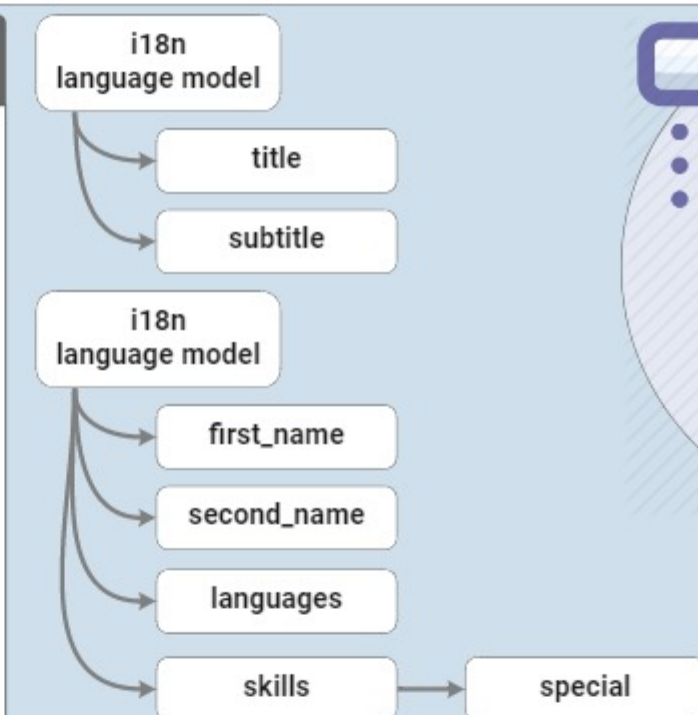 i18n
language model
title
subtitle
i18n
language model
first_name
second_name
languages
skills
special